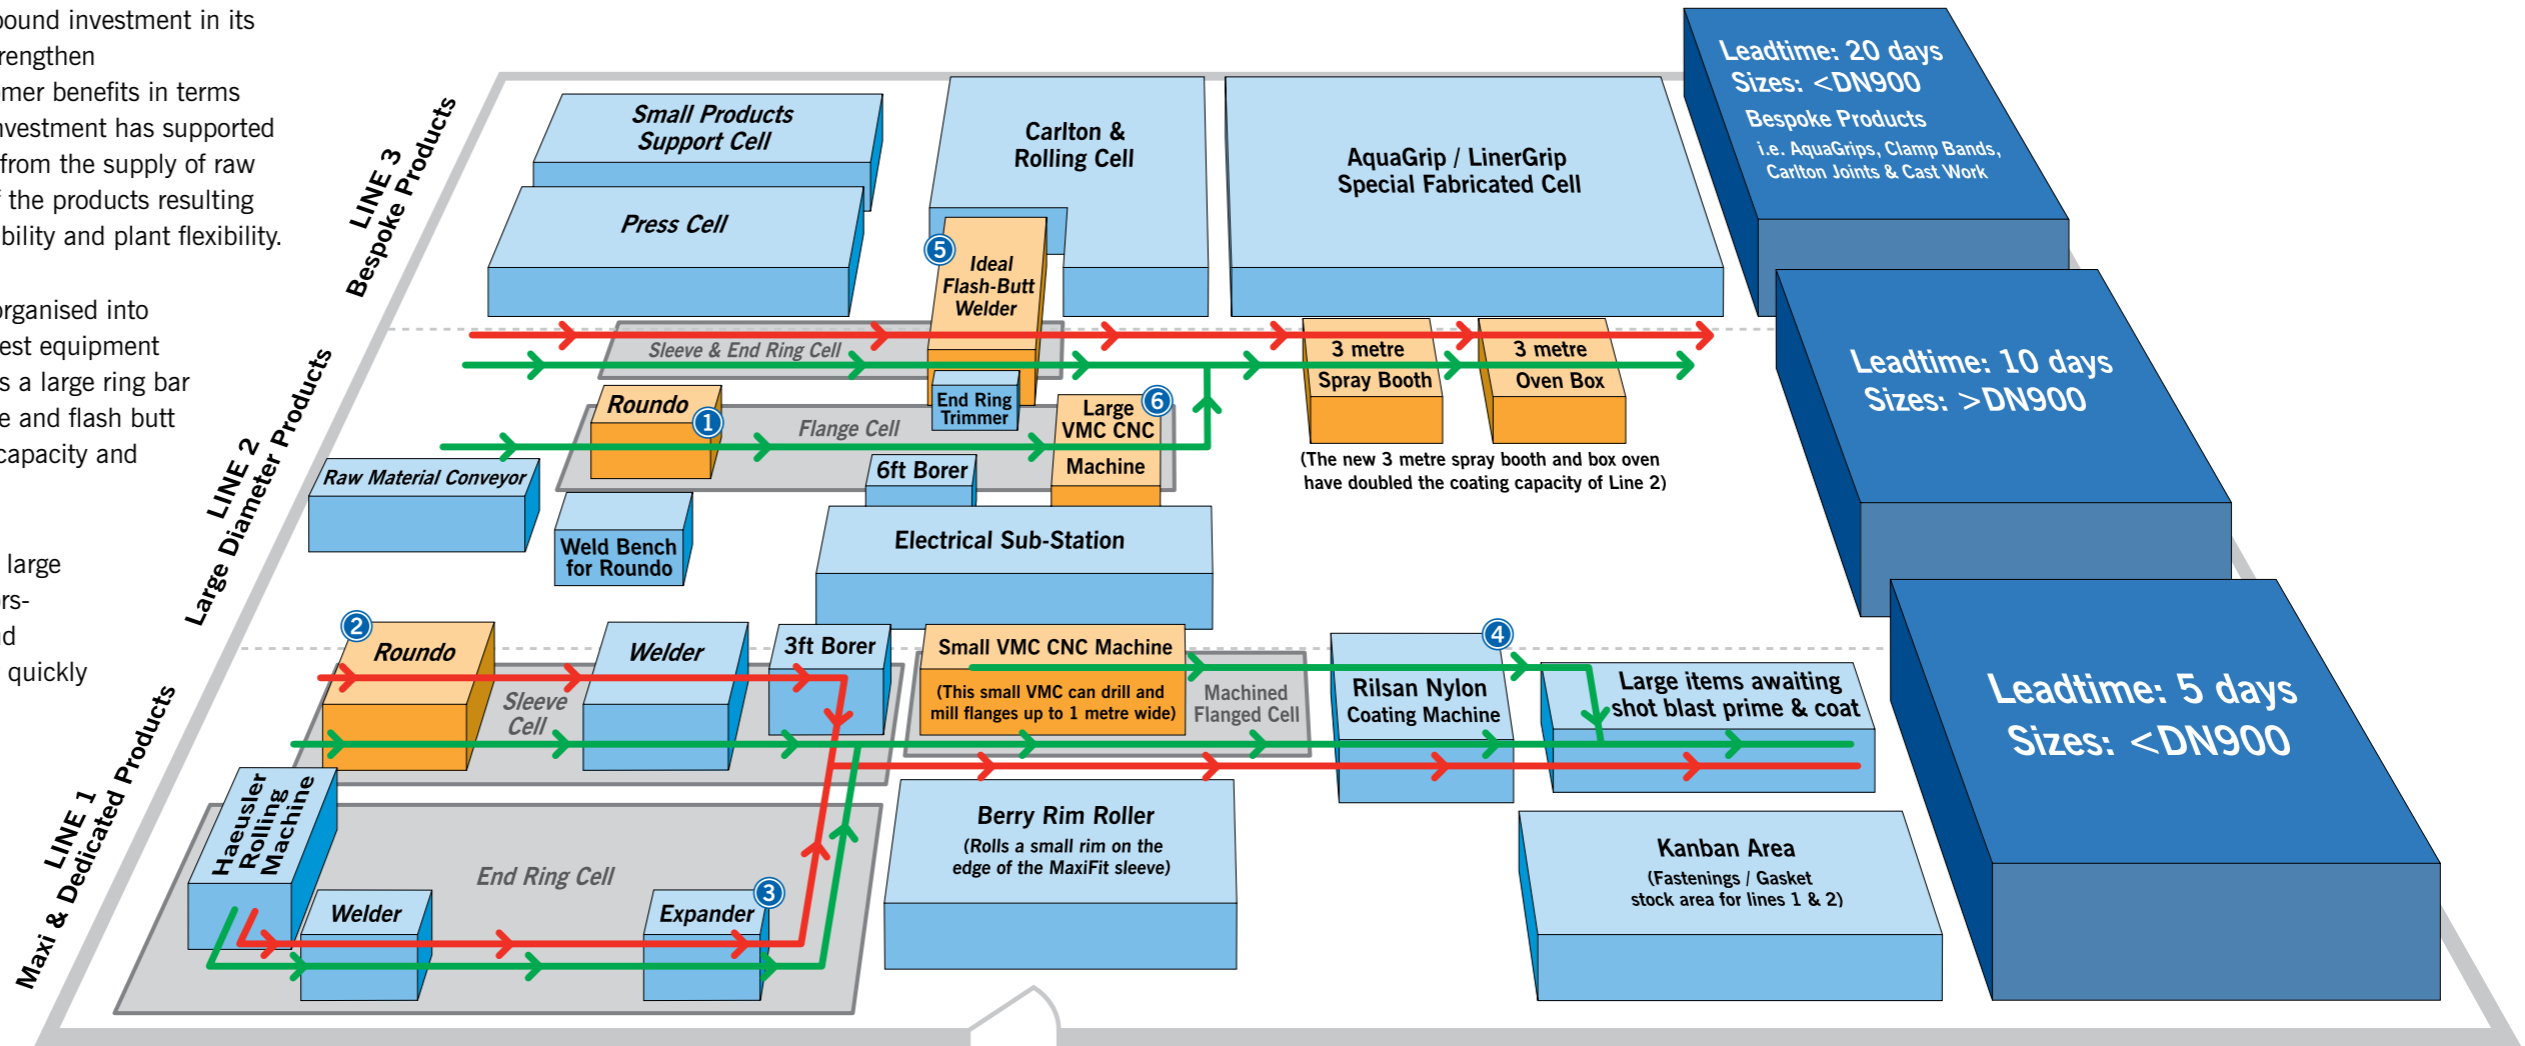 bound investment in its
trengthen
mer benefits in terms
nvestment has supported
from the supply of raw
f the products resulting
bility and plant flexibility.
organised into
est equipment
s a large ring bar
e and flash butt
capacity and
large
ors-
nd
quickly
LINE 3
Bespoke Products
LINE 2
Large Diameter Products
LINE 1
Maxi & Dedicated Products
Small Products
Support Cell
Press Cell
Carlton &
Rolling Cell
AquaGrip / LinerGrip
Special Fabricated Cell
5
Ideal
Flash-Butt
Welder
Sleeve & End Ring Cell
3 metre
Spray Booth
3 metre
Oven Box
(The new 3 metre spray booth and box oven
have doubled the coating capacity of Line 2)
Roundo
1
Flange Cell
End Ring
Trimmer
Large
VMC CNC
Machine
6
Raw Material Conveyor
Weld Bench
for Roundo
6ft Borer
Electrical Sub-Station
2
Roundo
Sleeve
Cell
Welder
3ft Borer
Small VMC CNC Machine
(This small VMC can drill and
mill flanges up to 1 metre wide)
Machined
Flanged Cell
4
Rilsan Nylon
Coating Machine
Large items awaiting
shot blast prime & coat
Haeusler
Rolling
Machine
End Ring Cell
Welder
Expander
3
Berry Rim Roller
(Rolls a small rim on the
edge of the MaxiFit sleeve)
Kanban Area
(Fastenings / Gasket
stock area for lines 1 & 2)
Leadtime: 20 days
Sizes: <DN900
Bespoke Products
i.e. AquaGrips, Clamp Bands,
Carlton Joints & Cast Work
Leadtime: 10 days
Sizes: >DN900
Leadtime: 5 days
Sizes: <DN900